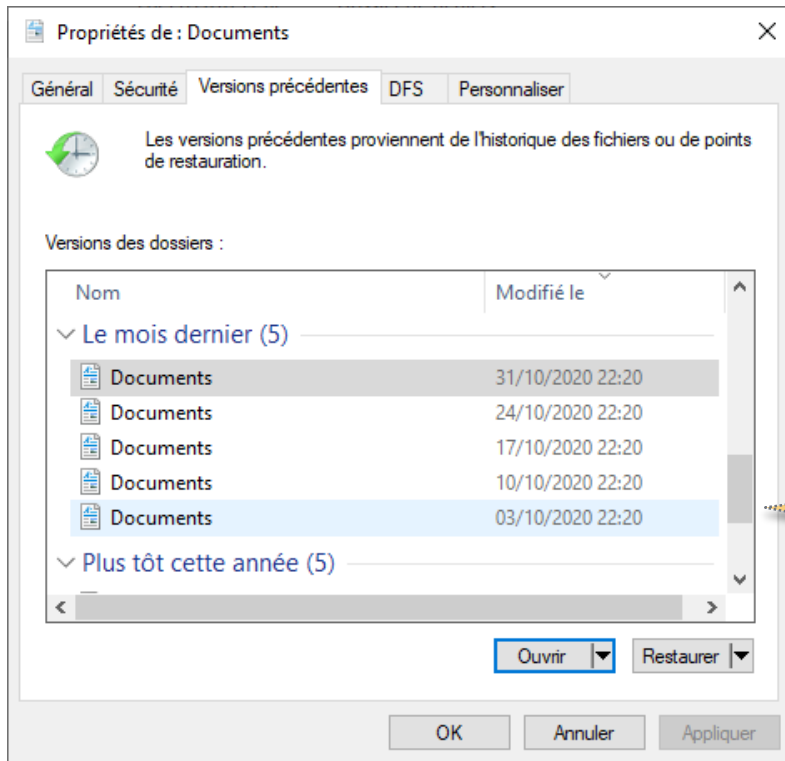 Propriétés de : Documents
Général Sécurité Versions précédentes DFS Personnaliser
Les versions précédentes proviennent de l'historique des fichiers ou de points
de restauration.
Versions des dossiers :
Nom Modifié le
Le mois dernier (5)
Documents 31/10/2020 22:20
Documents 24/10/2020 22:20
Documents 17/10/2020 22:20
Documents 10/10/2020 22:20
Documents 03/10/2020 22:20
Plus tôt cette année (5)
Ouvrir Restaurer
OK Annuler Appliquer